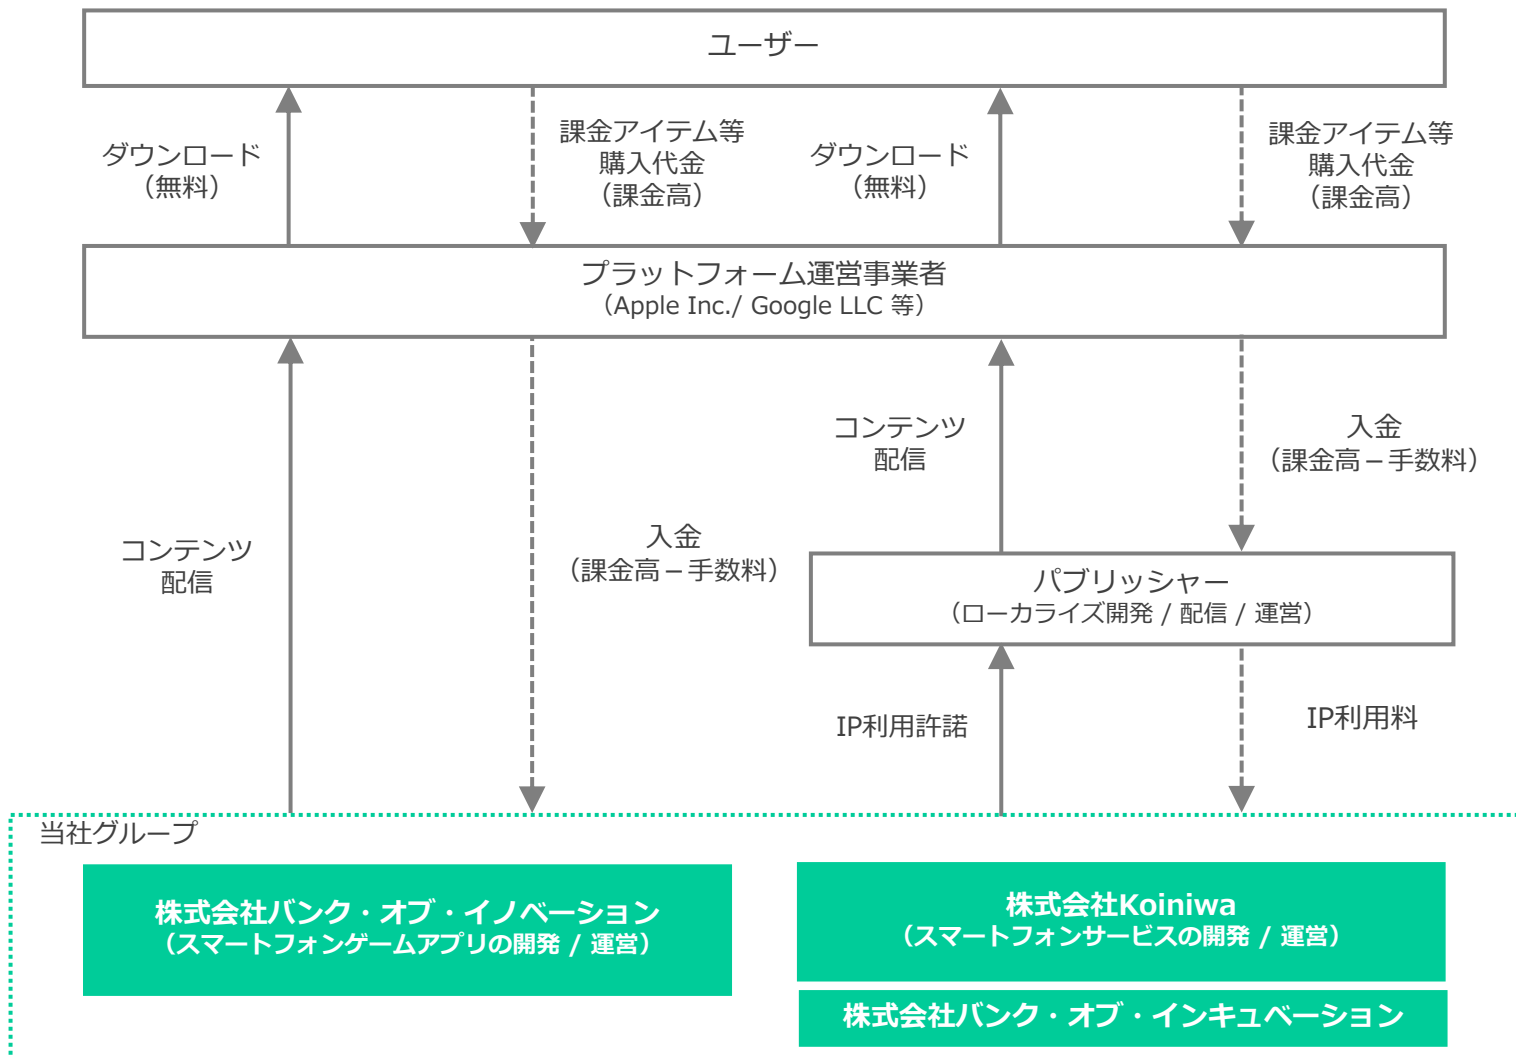 ユーザー
ダウンロード
（無料）
課金アイテム等
購入代金
（課金高）
ダウンロード
（無料）
課金アイテム等
購入代金
（課金高）
プラットフォーム運営事業者
（Apple Inc./ Google LLC 等）
コンテンツ
配信
入金
（課金高－手数料）
コンテンツ
配信
入金
（課金高－手数料）
パブリッシャー
（ローカライズ開発 / 配信 / 運営）
IP利用許諾
IP利用料
当社グループ
株式会社バンク・オブ・イノベーション
（スマートフォンゲームアプリの開発 / 運営）
株式会社Koiniwa
（スマートフォンサービスの開発 / 運営）
株式会社バンク・オブ・インキュベーション